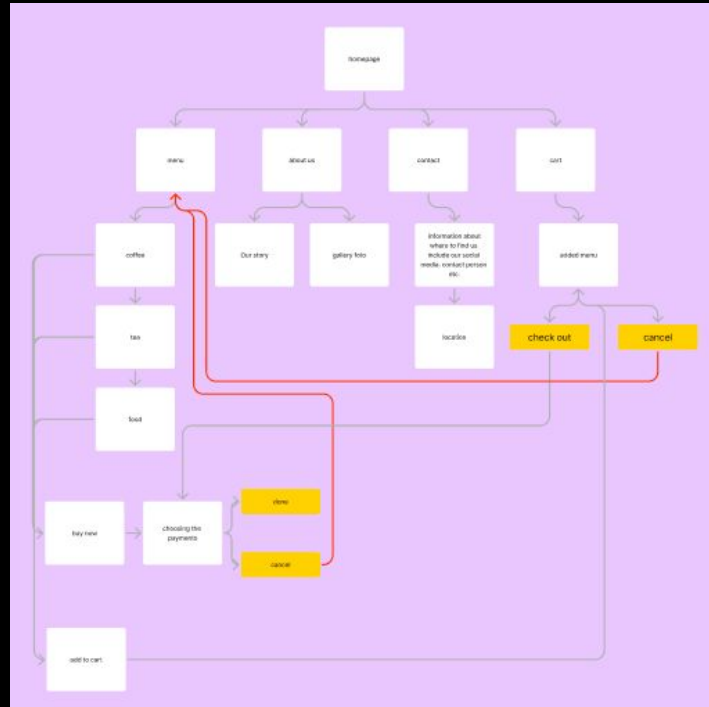 homepage
menu
about us
contact
cart
coffee
Our story
gallery foto
information about
where to find us
include our social
media, contact person
etc.
added menu
tea
location
check out
cancel
food
buy now
choosing the
payments
done
cancel
add to cart